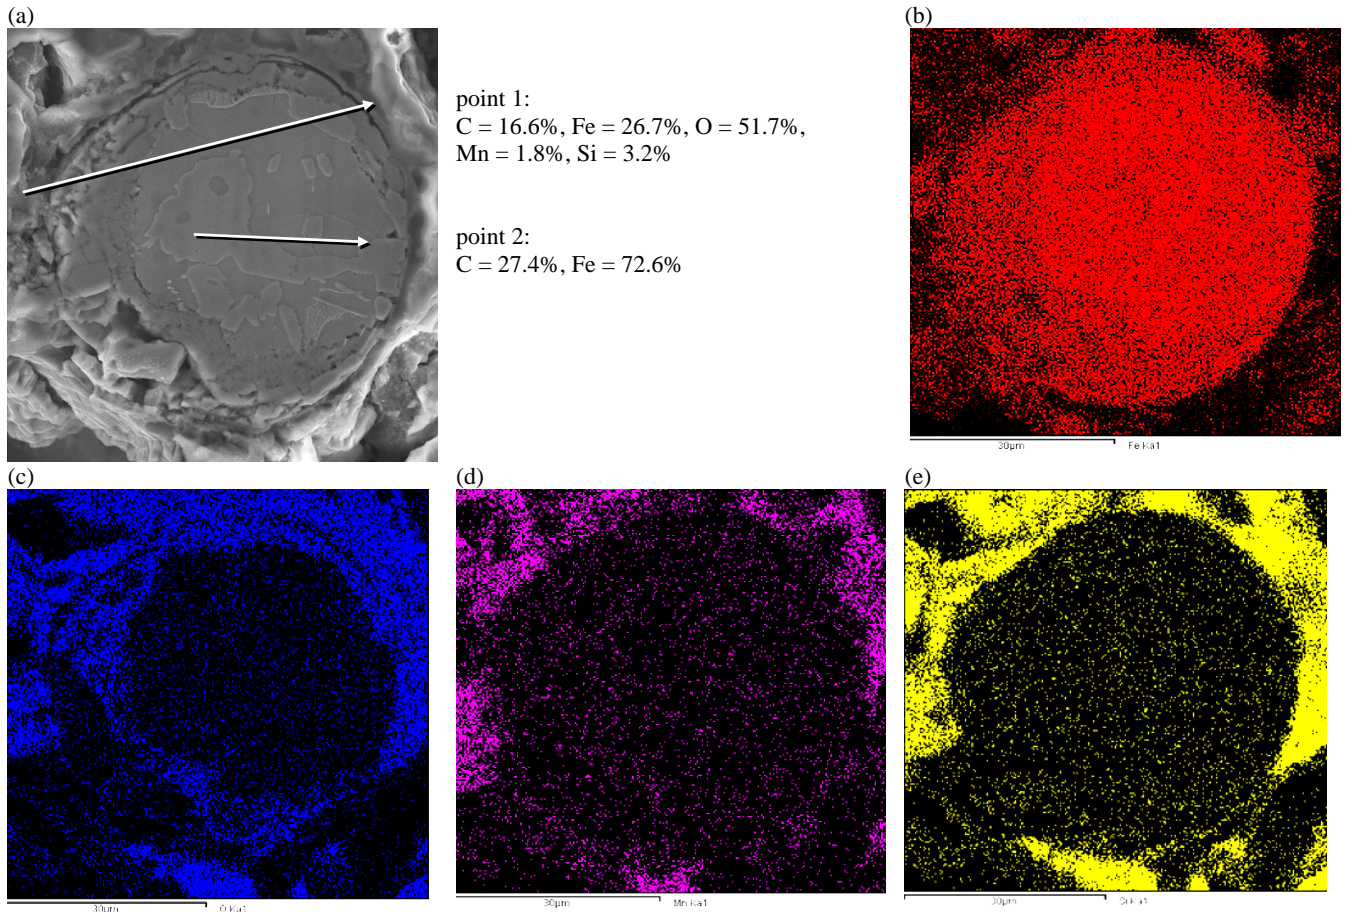 (a)
(b)
point 1:
C = 16.6%, Fe = 26.7%, O = 51.7%,
Mn = 1.8%, Si = 3.2%
point 2:
C = 27.4%, Fe = 72.6%
30µm
Fe Ka1
(c)
(d)
(e)
30µm
O Ka1
30µm
Mn Ka1
30µm